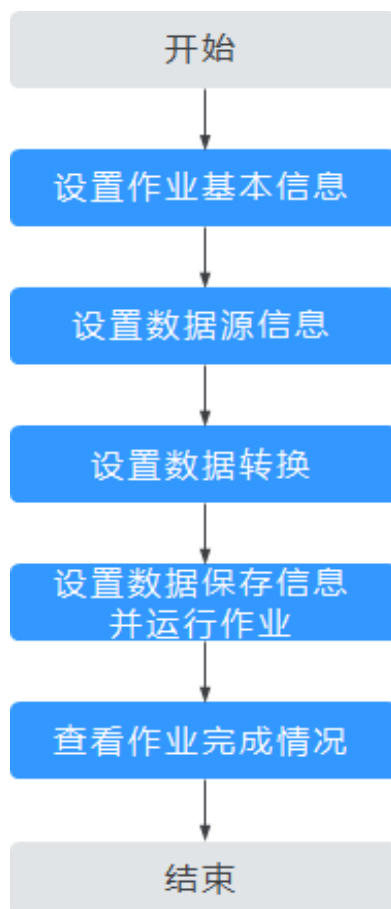 开始
设置作业基本信息
设置数据源信息
设置数据转换
设置数据保存信息
并运行作业
查看作业完成情况
结束